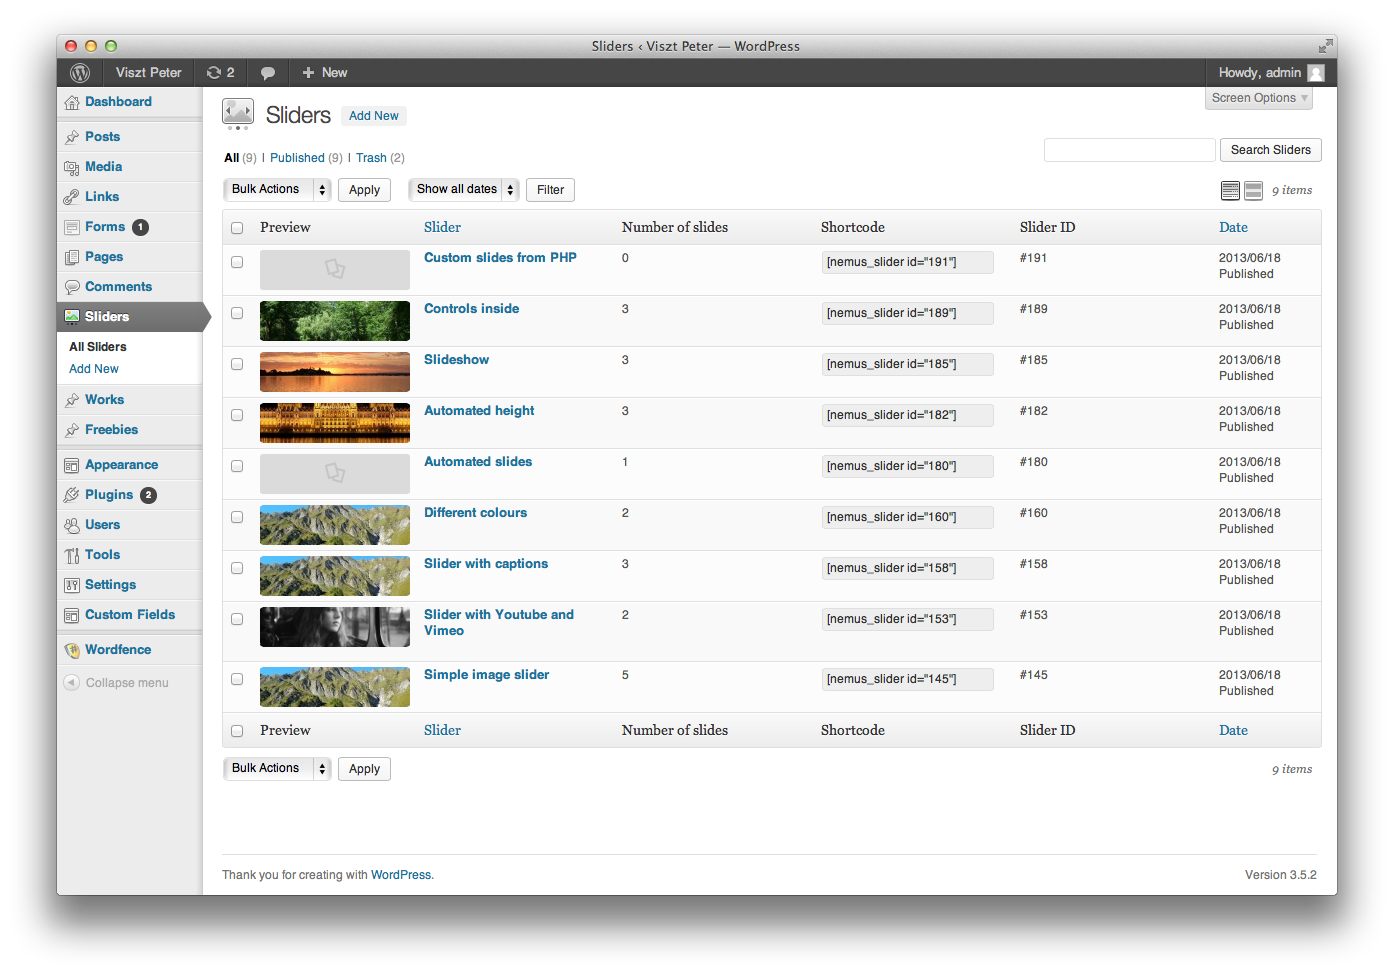 Sliders ‹ Viszt Peter — WordPress
Viszt Peter 2 + New Howdy, admin
Screen Options ▾
Dashboard
Posts
Media
Links
Forms 1
Pages
Comments
Sliders
All Sliders
Add New
Works
Freebies
Appearance
Plugins 2
Users
Tools
Settings
Custom Fields
Wordfence
Collapse menu
Sliders Add New
All (9) | Published (9) | Trash (2)
Search Sliders
Bulk Actions Apply Show all dates Filter 9 items
Preview Slider Number of slides Shortcode Slider ID Date
Custom slides from PHP 0 [nemus_slider id="191"] #191 2013/06/18
Published
Controls inside 3 [nemus_slider id="189"] #189 2013/06/18
Published
Slideshow 3 [nemus_slider id="185"] #185 2013/06/18
Published
Automated height 3 [nemus_slider id="182"] #182 2013/06/18
Published
Automated slides 1 [nemus_slider id="180"] #180 2013/06/18
Published
Different colours 2 [nemus_slider id="160"] #160 2013/06/18
Published
Slider with captions 3 [nemus_slider id="158"] #158 2013/06/18
Published
Slider with Youtube and 2 [nemus_slider id="153"] #153 2013/06/18
Vimeo Published
Simple image slider 5 [nemus_slider id="145"] #145 2013/06/18
Published
Preview Slider Number of slides Shortcode Slider ID Date
Bulk Actions Apply 9 items
Thank you for creating with WordPress. Version 3.5.2